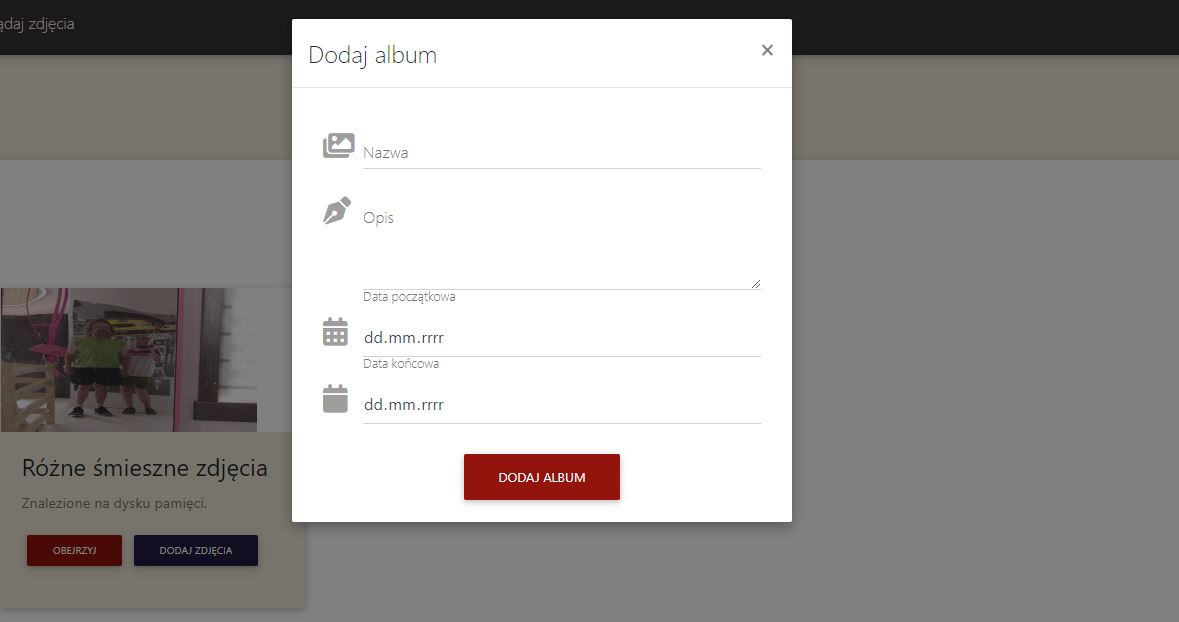 zdjęcia
Dodaj album
×
Nazwa
Opis
Data początkowa
dd.mm.rrrr
Data końcowa
dd.mm.rrrr
DODAJ ALBUM
Różne śmieszne zdjęcia
Znalezione na dysku pamięci.
OBEJRZYJ DODAJ ZDJĘCIA